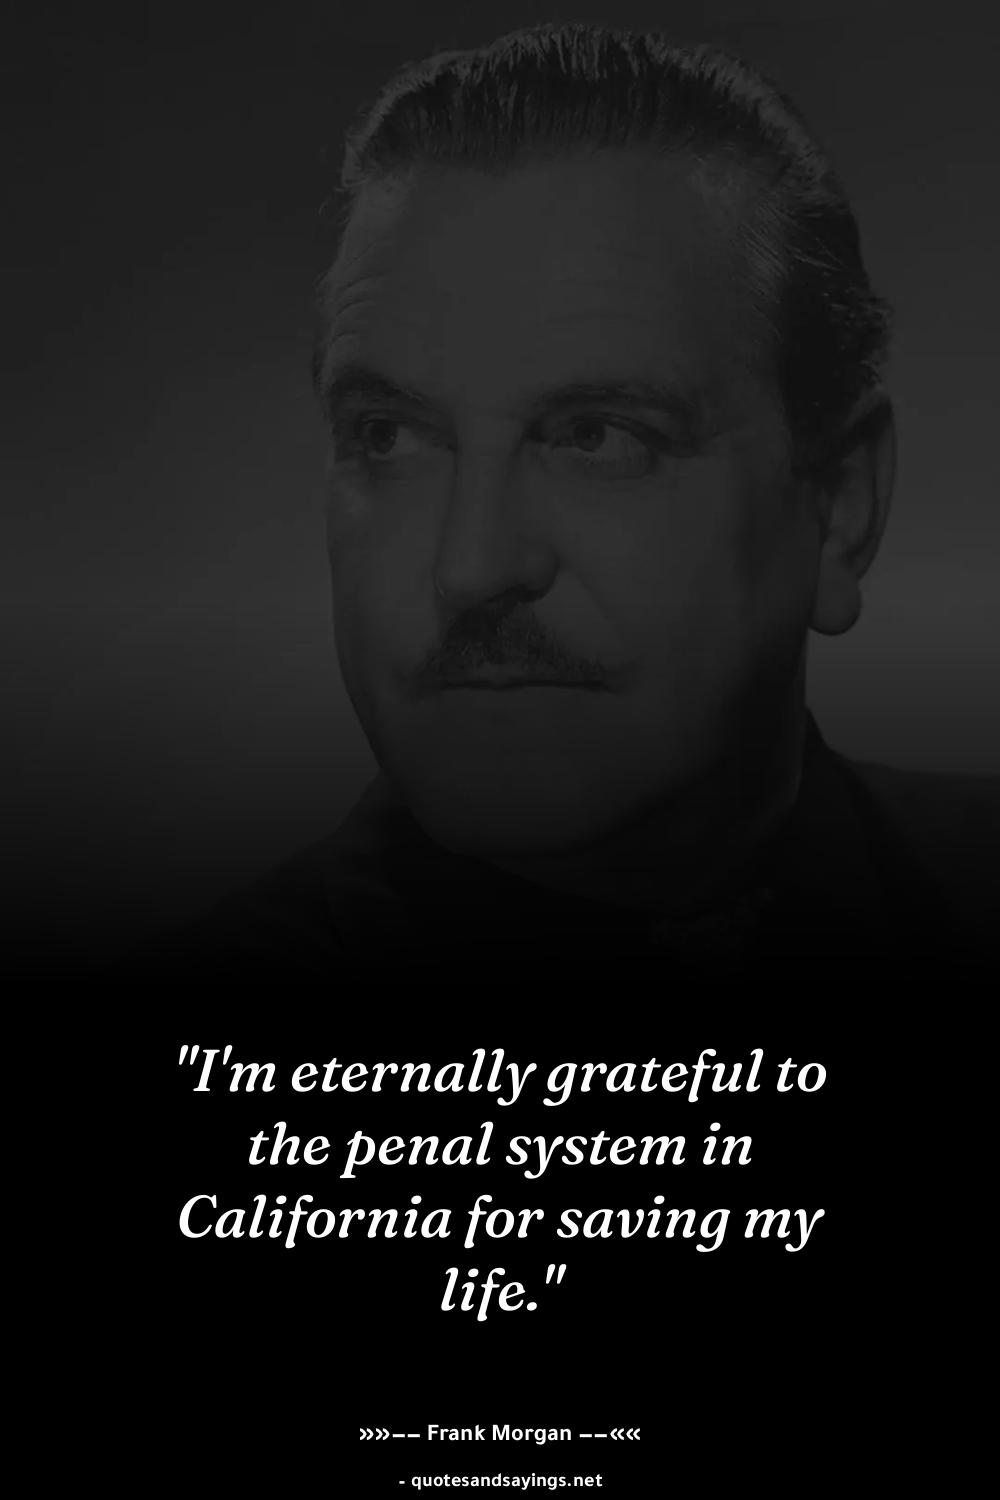 "I'm eternally grateful to
the penal system in
California for saving my
life."
»»−− Frank Morgan −−««
- quotesandsayings.net